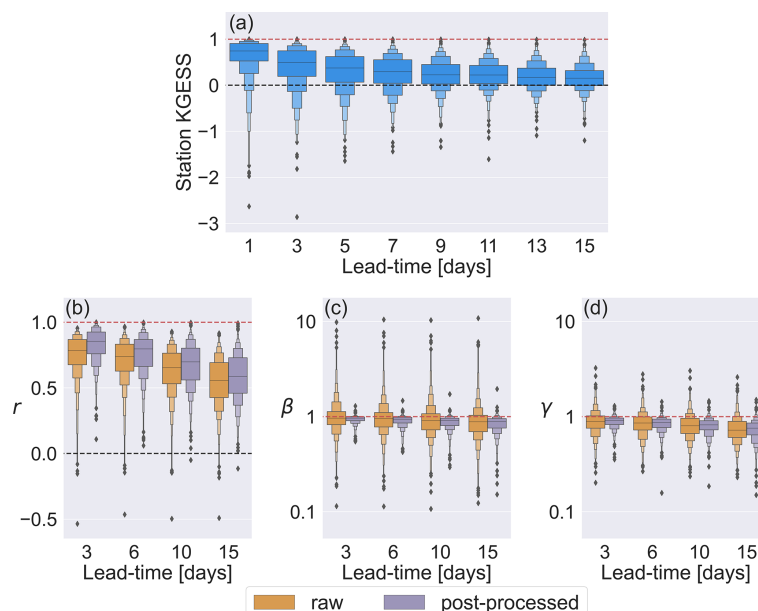 (a)
Station KGESS
1
0
−1
−2
−3
1 3 5 7 9 11 13 15
Lead-time [days]
(b)
r
1.0
0.5
0.0
−0.5
3 6 10 15
Lead-time [days]
(c)
β
10
1
0.1
3 6 10 15
Lead-time [days]
(d)
γ
10
1
0.1
3 6 10 15
Lead-time [days]
raw post-processed